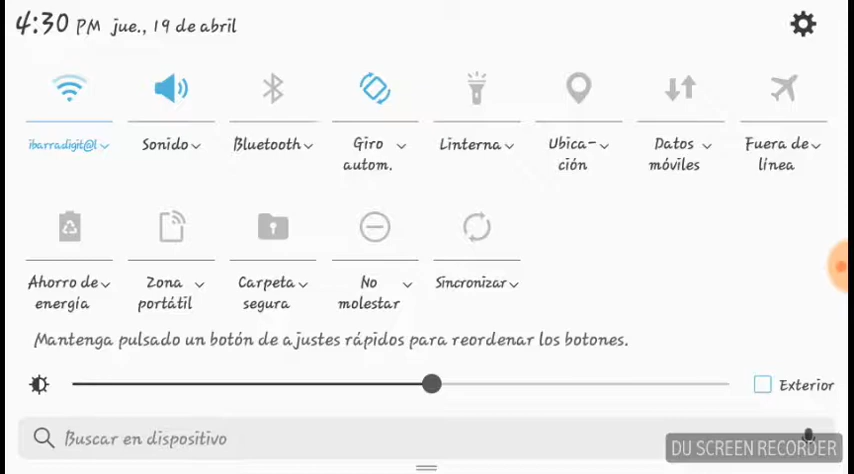 4:30 PM jue., 19 de abril
ibarradigit@l
Sonido
Bluetooth
Giro
autom.
Linterna
Ubica-
ción
Datos
móviles
Fuera de
línea
Ahorro de
energía
Zona
portátil
Carpeta
segura
No
molestar
Sincronizar
Mantenga pulsado un botón de ajustes rápidos para reordenar los botones.
Exterior
Buscar en dispositivo
DU SCREEN RECORDER